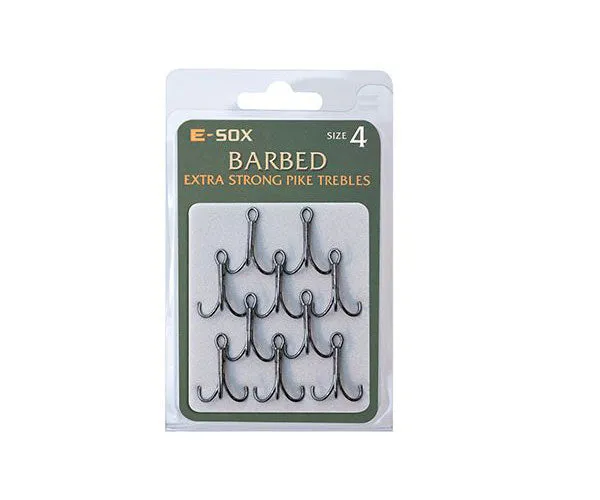 E-SOX SIZE 4
BARBED
EXTRA STRONG PIKE TREBLES